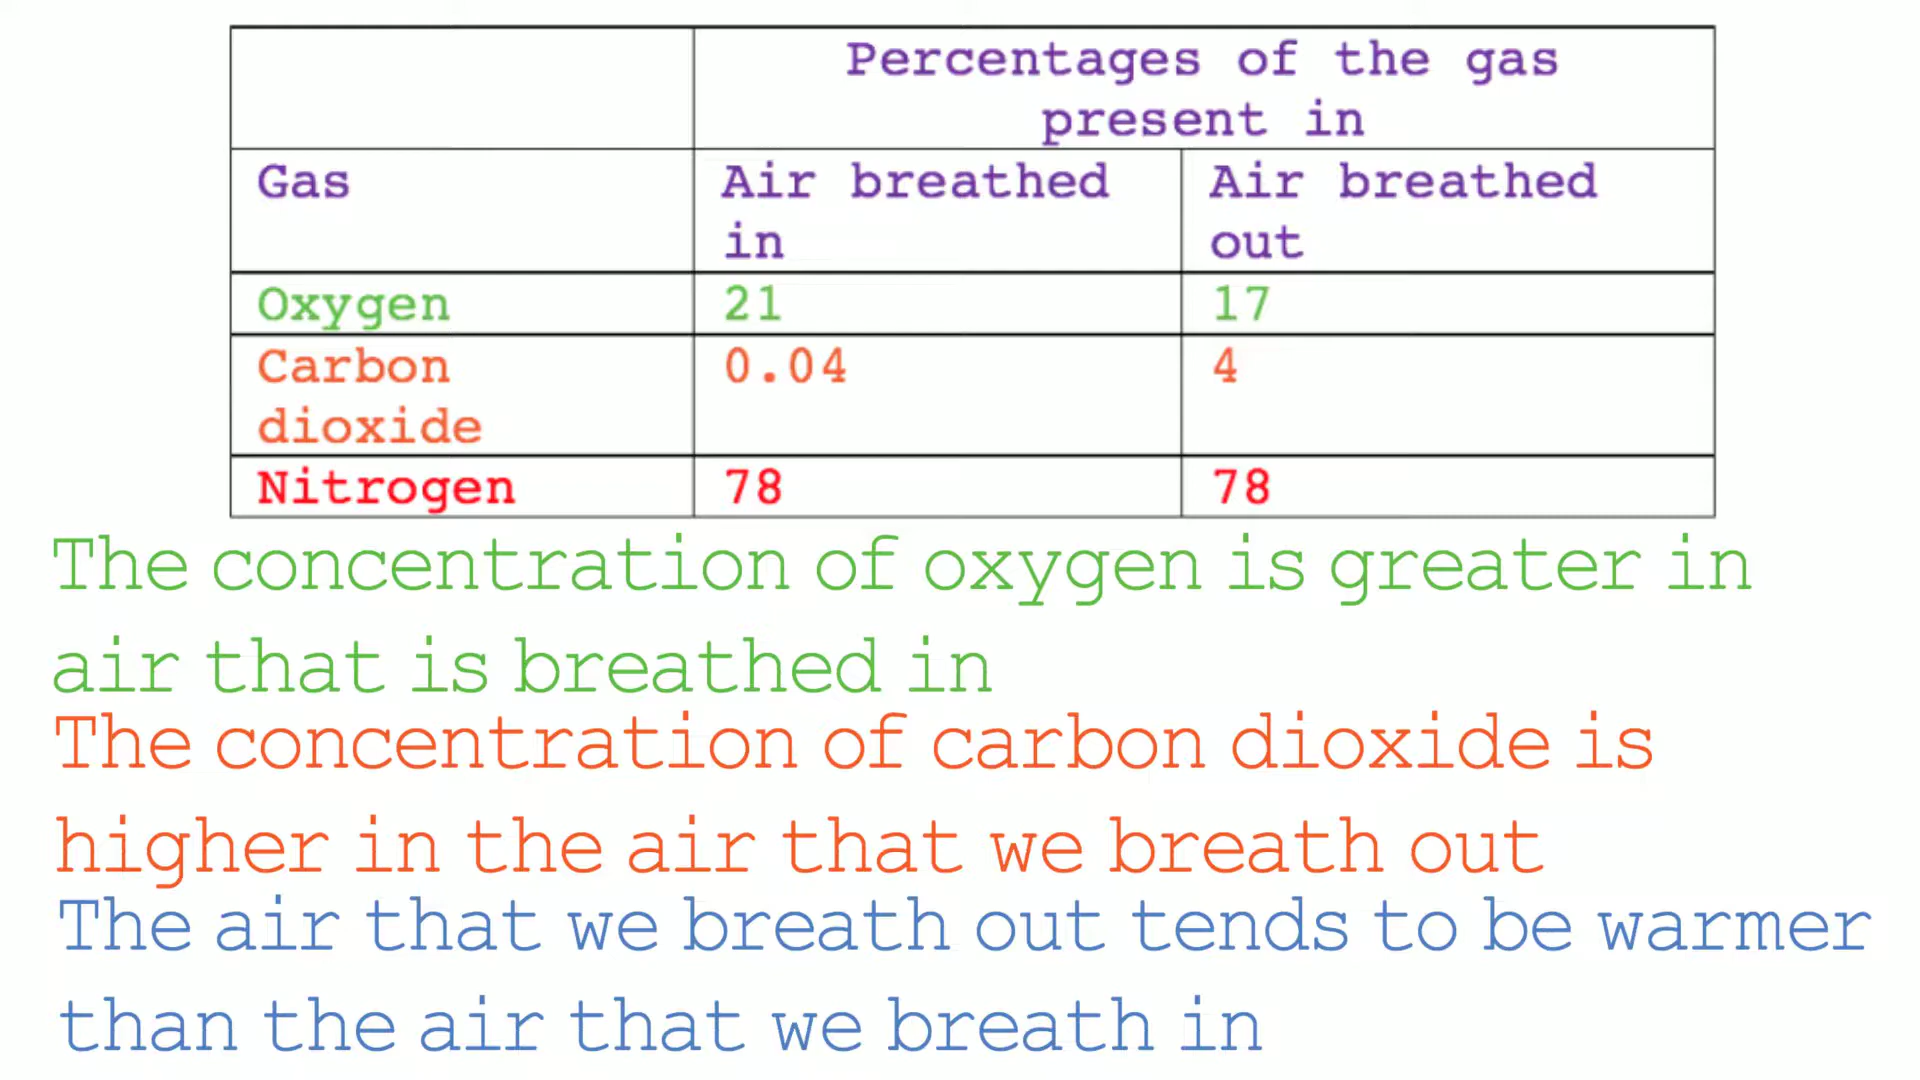 Percentages of the gas
present in
Gas Air breathed Air breathed
in out
Oxygen 21 17
Carbon 0.04 4
dioxide
Nitrogen 78 78
The concentration of oxygen is greater in
air that is breathed in
The concentration of carbon dioxide is
higher in the air that we breath out
The air that we breath out tends to be warmer
than the air that we breath in